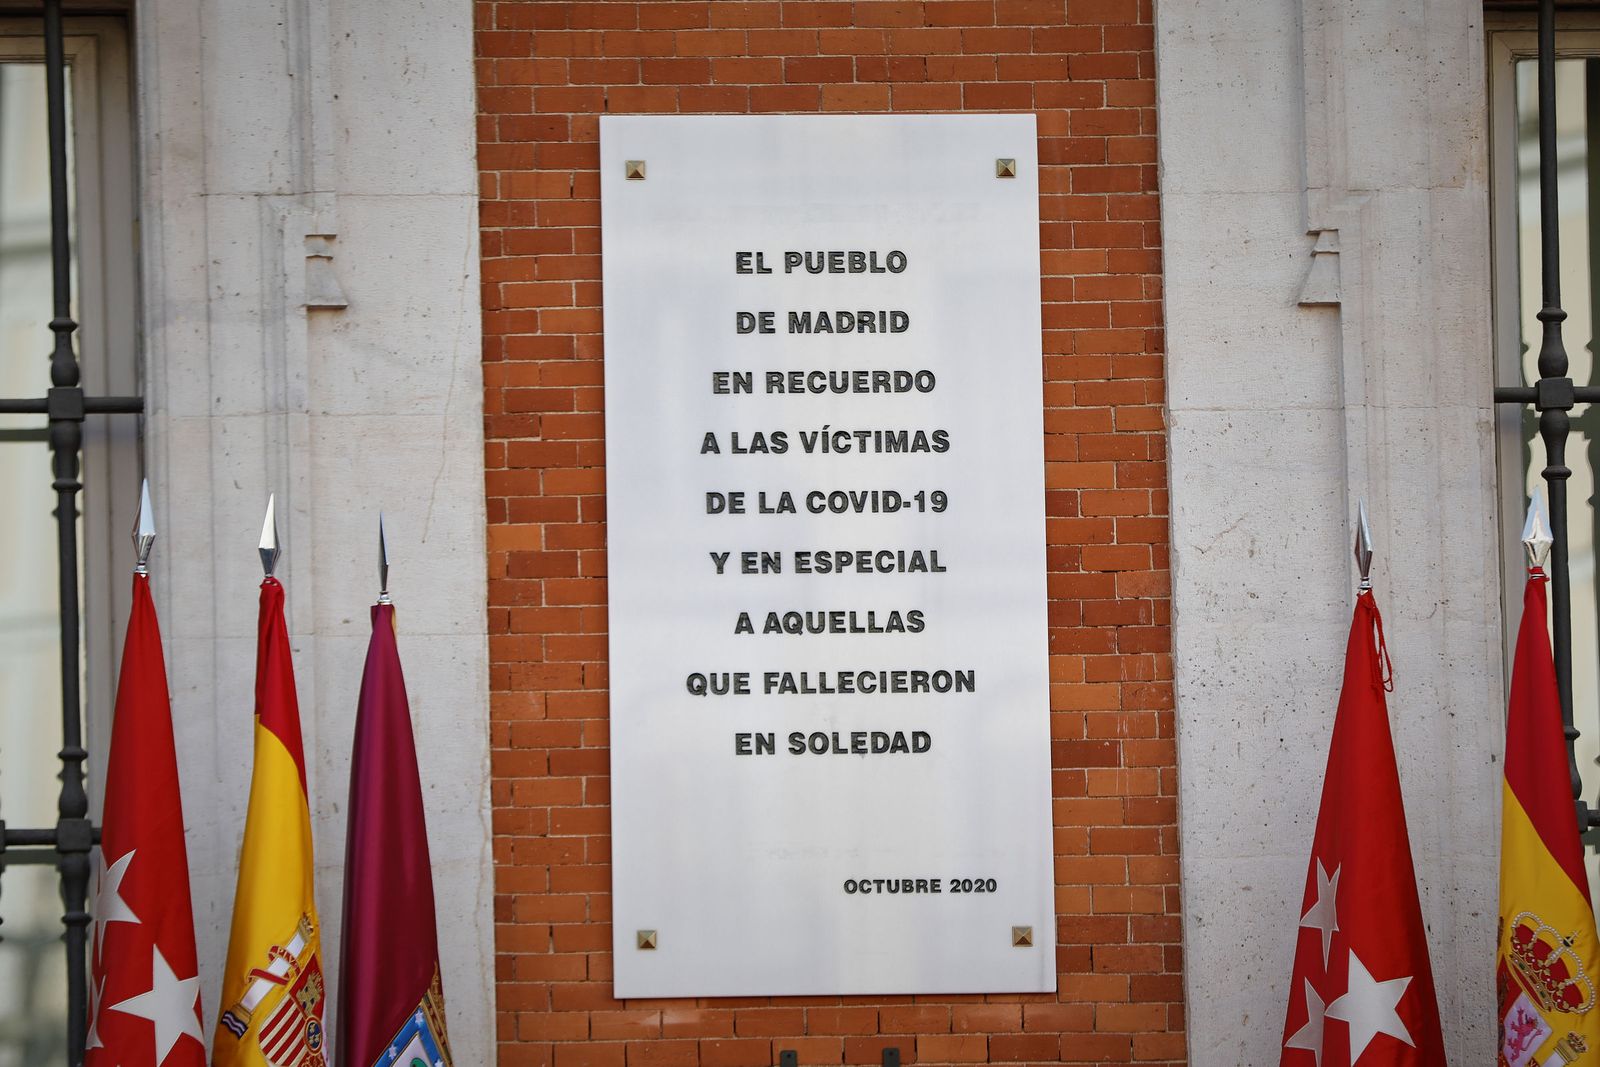 EL PUEBLO
DE MADRID
EN RECUERDO
A LAS VÍCTIMAS
DE LA COVID-19
Y EN ESPECIAL
A AQUELLAS
QUE FALLECIERON
EN SOLEDAD
OCTUBRE 2020